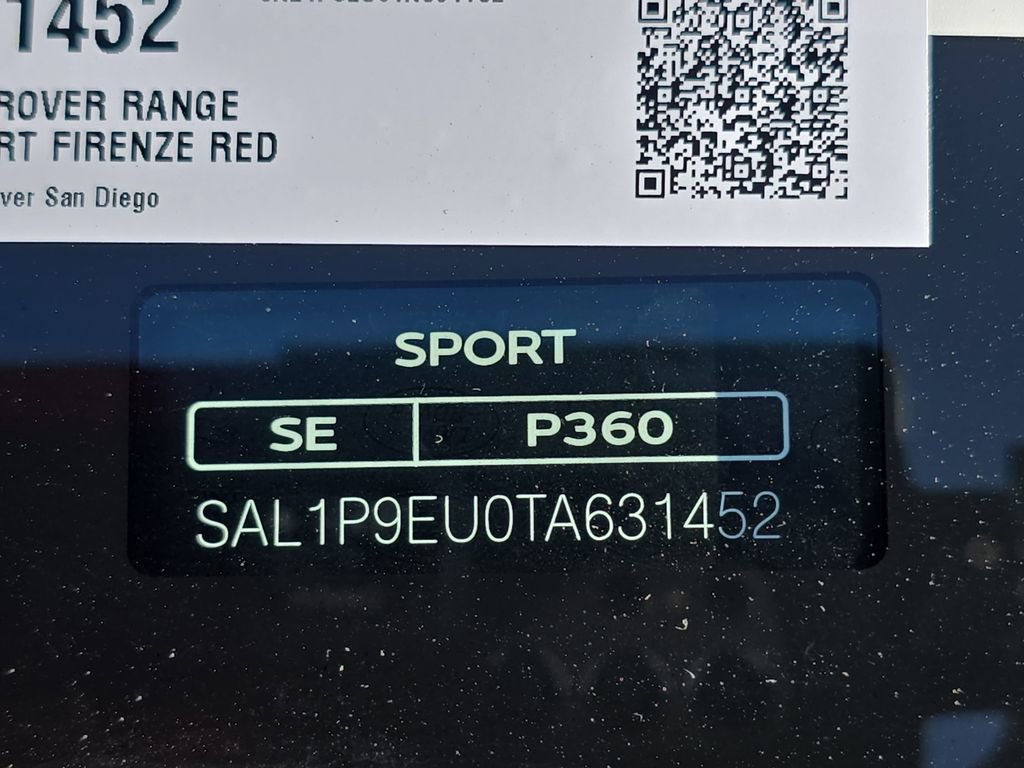 1452
ROVER RANGE
RT FIRENZE RED
ver San Diego
SPORT
SE P360
SAL1P9EU0TA631452